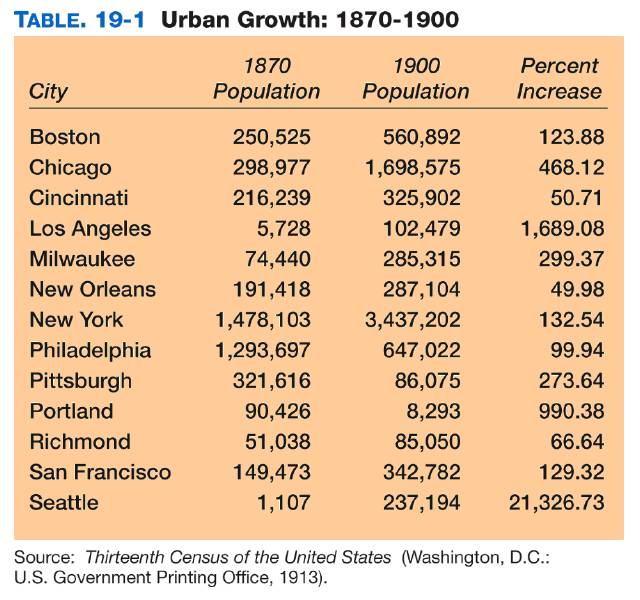 TABLE. 19-1 Urban Growth: 1870-1900
1870 1900 Percent
City Population Population Increase
Boston 250,525 560,892 123.88
Chicago 298,977 1,698,575 468.12
Cincinnati 216,239 325,902 50.71
Los Angeles 5,728 102,479 1,689.08
Milwaukee 74,440 285,315 299.37
New Orleans 191,418 287,104 49.98
New York 1,478,103 3,437,202 132.54
Philadelphia 1,293,697 647,022 99.94
Pittsburgh 321,616 86,075 273.64
Portland 90,426 8,293 990.38
Richmond 51,038 85,050 66.64
San Francisco 149,473 342,782 129.32
Seattle 1,107 237,194 21,326.73
Source: Thirteenth Census of the United States (Washington, D.C.:
U.S. Government Printing Office, 1913).